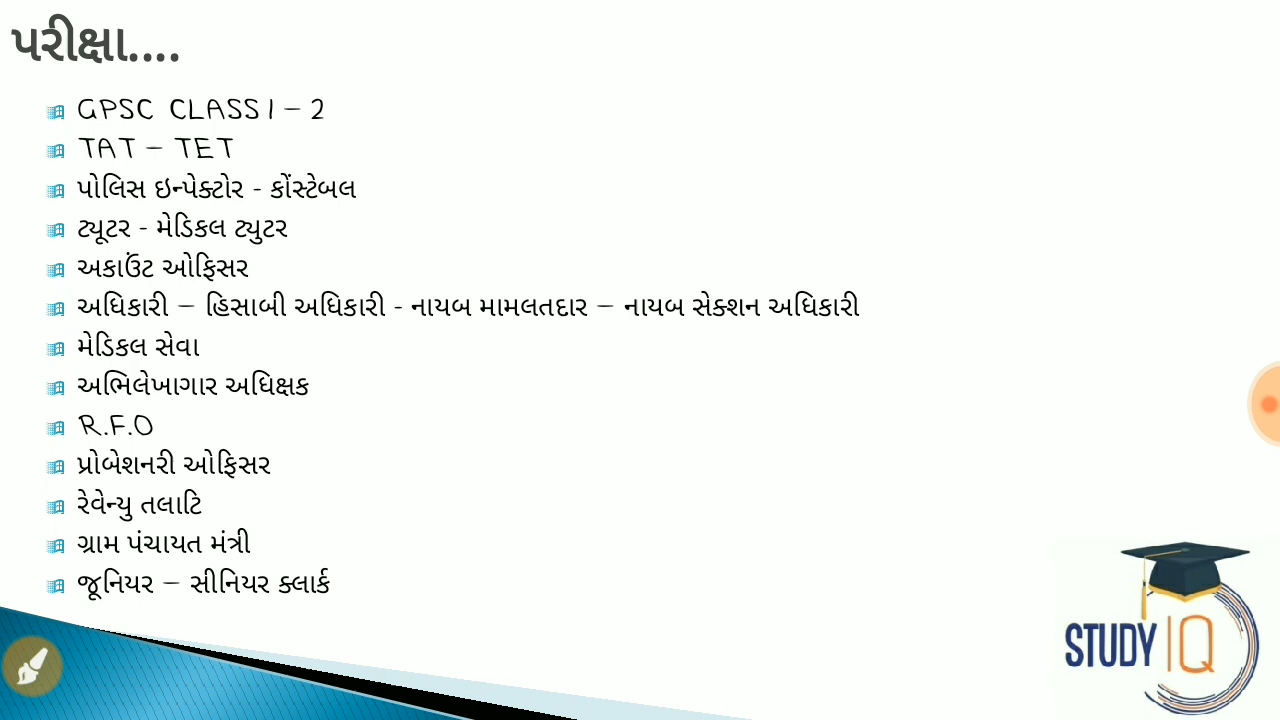 પરીક્ષા....
GPSC CLASS 1 – 2
TAT – TET
પોલિસ ઇન્પેક્ટોર - કોંસ્ટેબલ
ટ્યૂટર - મેડિકલ ટ્યુટર
અકાઉંટ ઓફિસર
અધિકારી – હિસાબી અધિકારી - નાયબ મામલતદાર – નાયબ સેક્શન અધિકારી
મેડિકલ સેવા
અભિલેખાગાર અધિક્ષક
R.F.O
પ્રોબેશનરી ઓફિસર
રેવેન્યુ તલાટિ
ગ્રામ પંચાયત મંત્રી
જૂનિયર – સીનિયર ક્લાર્ક
STUDY IQ